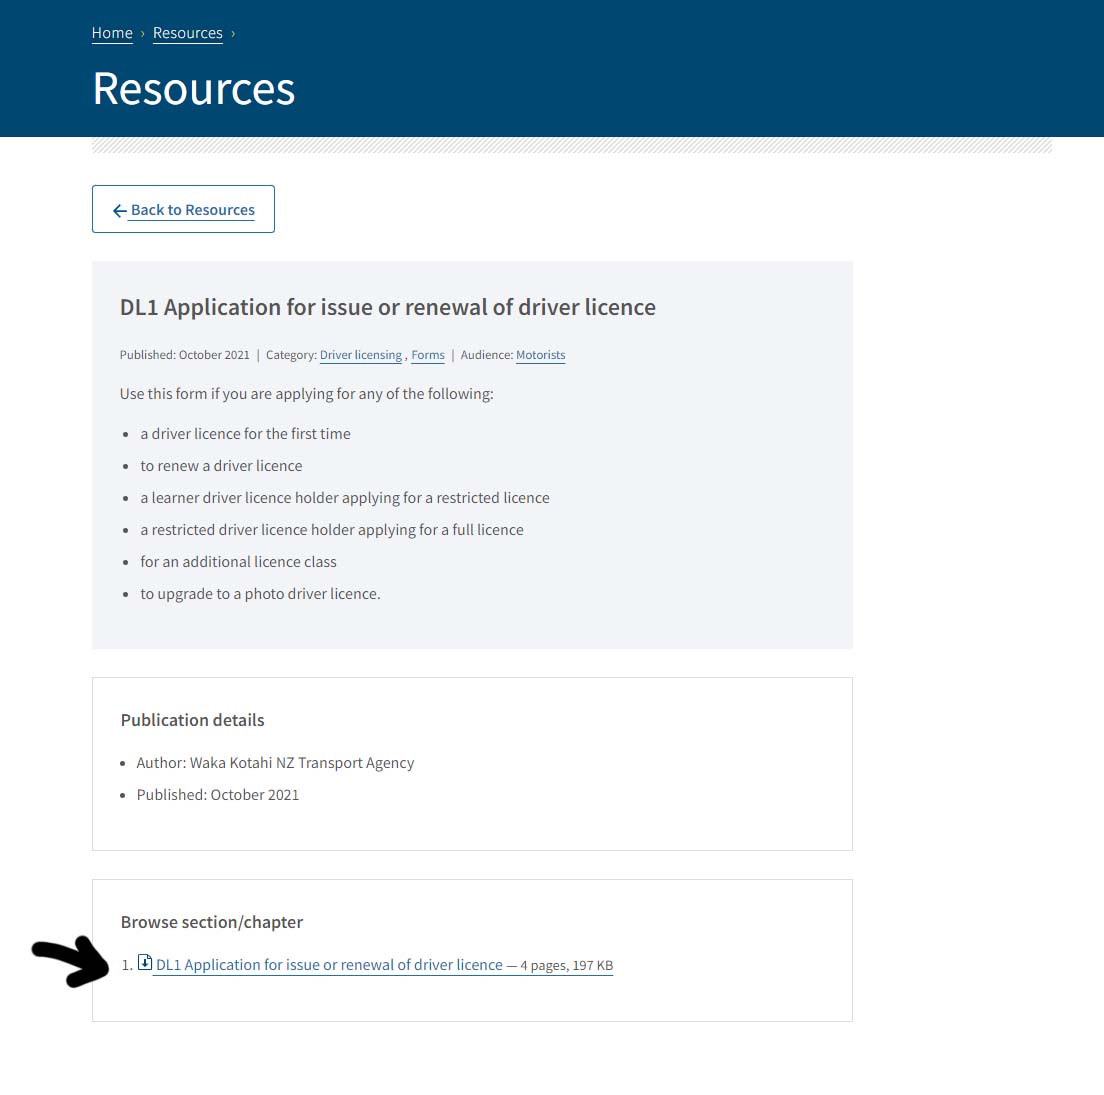 Home › Resources ›
Resources
Back to Resources
DL1 Application for issue or renewal of driver licence
Published: October 2021 | Category: Driver licensing , Forms | Audience: Motorists
Use this form if you are applying for any of the following:
• a driver licence for the first time
• to renew a driver licence
• a learner driver licence holder applying for a restricted licence
• a restricted driver licence holder applying for a full licence
• for an additional licence class
• to upgrade to a photo driver licence.
Publication details
• Author: Waka Kotahi NZ Transport Agency
• Published: October 2021
Browse section/chapter
1. DL1 Application for issue or renewal of driver licence — 4 pages, 197 KB